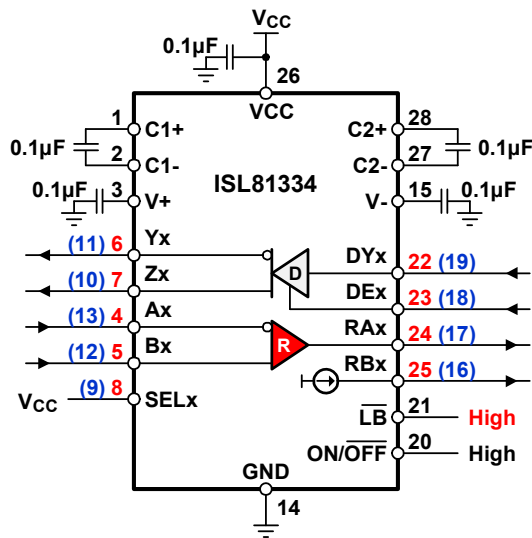 VCC
0.1µF
26
VCC
1 C1+ C2+ 28
0.1µF 0.1µF
2 C1- C2- 27
ISL81334
0.1µF 0.1µF
3 V+ V- 15
(11) 6 Yx D DYx 22 (19)
(10) 7 Zx DEx 23 (18)
(13) 4 Ax RAx 24 (17)
(12) 5 Bx R RBx 25 (16)
VCC (9) 8 SELx LB 21 High
ON/OFF 20 High
GND
14